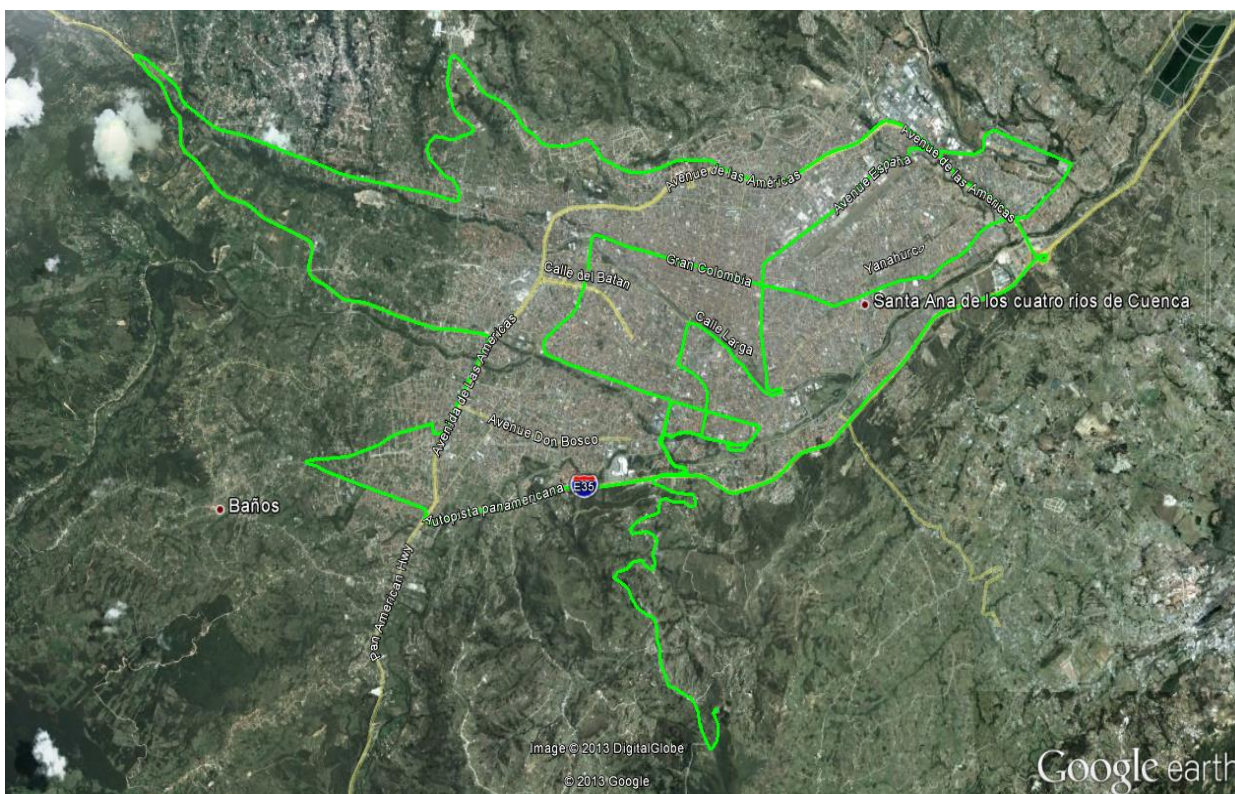 Avenue de las Américas
Avenue de las Américas
Avenue España
Gran Colombia
Yanahurco
Calle del Batan
Santa Ana de los cuatro ríos de Cuenca
Calle Larga
Avenida de Las Américas
Avenue Don Bosco
E35
Autopista panamericana
Baños
Pan American Hwy
Image © 2013 DigitalGlobe
© 2013 Google
Google earth